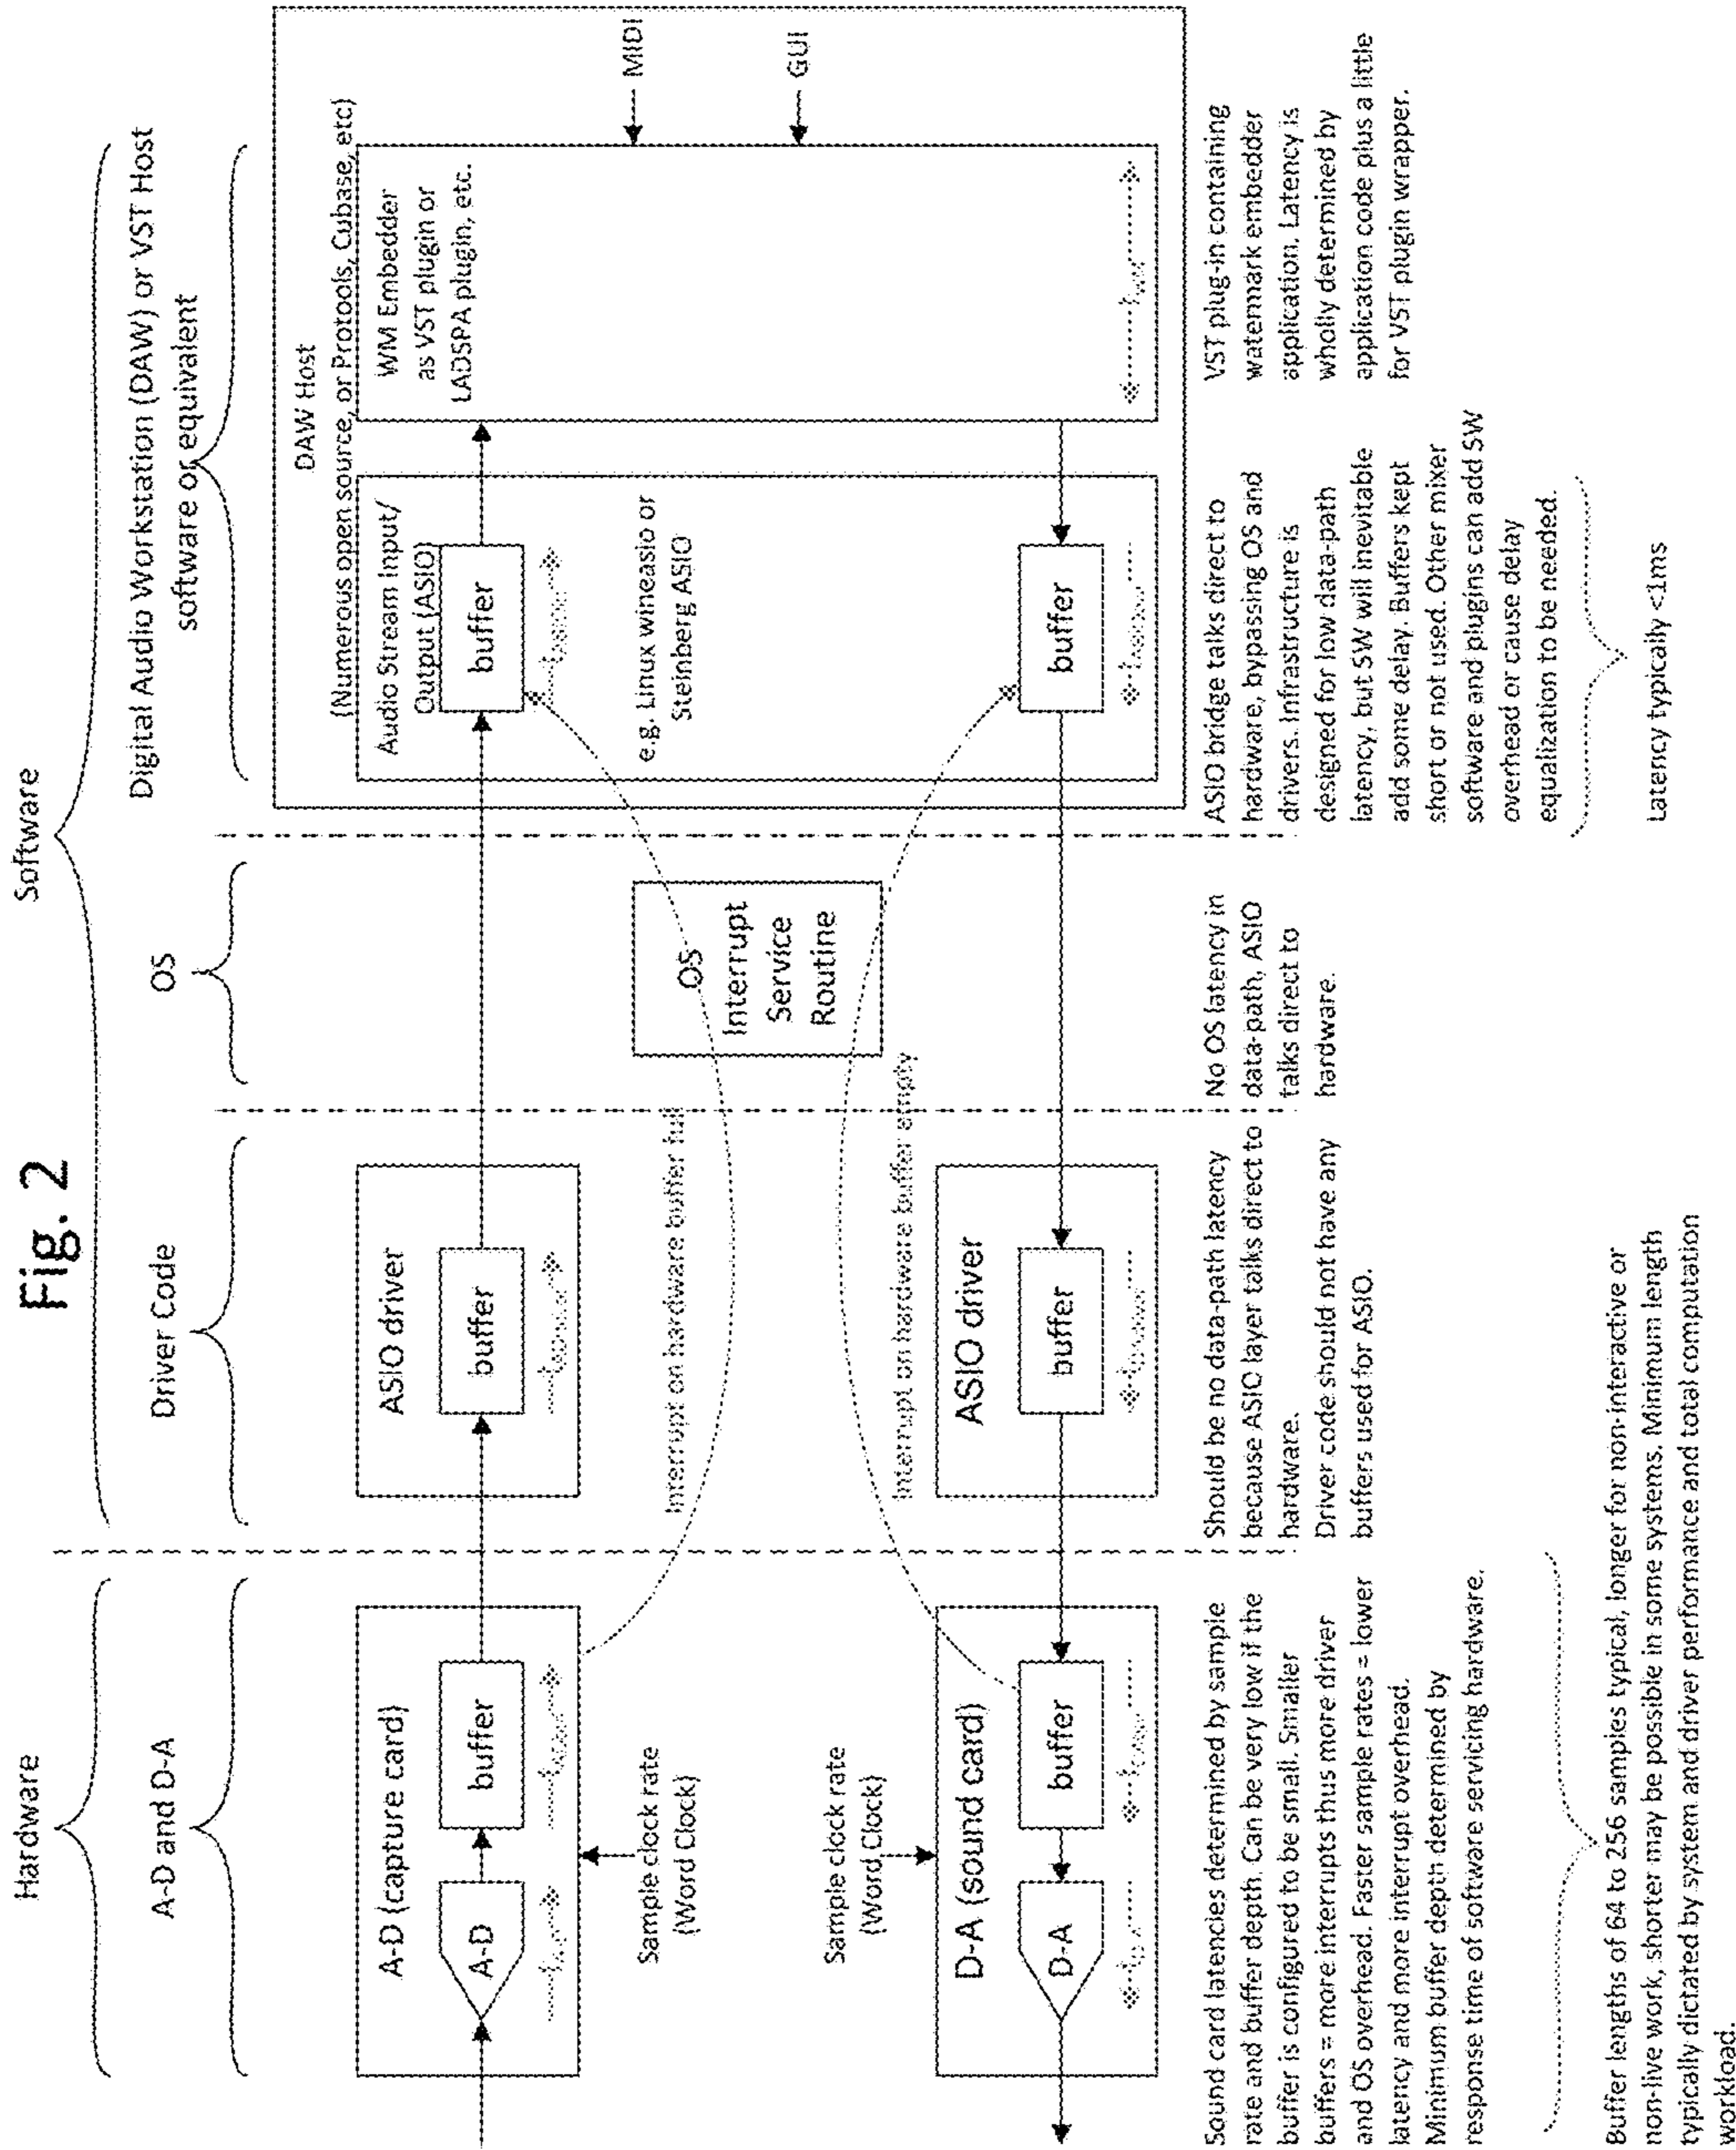 Fig. 2
Hardware
Software
A-D and D-A
Driver Code
OS
Digital Audio Workstation (DAW) or VST Host
software or equivalent
A-D (capture card)
A-D
buffer
Sample clock rate
(Word Clock)
ASIO driver
buffer
Interrupt on hardware buffer full
OS
Interrupt
Service
Routine
DAW Host
(Numerous open source, or Protools, Cubase, etc)
Audio Stream Input/
Output (ASIO)
buffer
e.g. Linux wineasio or
Steinberg ASIO
WM Embedder
as VST plugin or
LADSPA plugin, etc.
MIDI
GUI
Sample clock rate
(Word Clock)
D-A (sound card)
D-A
buffer
Interrupt on hardware buffer empty
ASIO driver
buffer
buffer
Sound card latencies determined by sample
rate and buffer depth. Can be very low if the
buffer is configured to be small. Smaller
buffers = more interrupts thus more driver
and OS overhead. Faster sample rates = lower
latency and more interrupt overhead.
Minimum buffer depth determined by
response time of software servicing hardware.
Should be no data-path latency
because ASIO layer talks direct to
hardware.
Driver code should not have any
buffers used for ASIO.
No OS latency in
data-path, ASIO
talks direct to
hardware.
ASIO bridge talks direct to
hardware, bypassing OS and
drivers. Infrastructure is
designed for low data-path
latency, but SW will inevitable
add some delay. Buffers kept
short or not used. Other mixer
software and plugins can add SW
overhead or cause delay
equalization to be needed.
VST plug-in containing
watermark embedder
application. Latency is
wholly determined by
application code plus a little
for VST plugin wrapper.
Latency typically <1ms
Buffer lengths of 64 to 256 samples typical, longer for non-interactive or
non-live work, shorter may be possible in some systems. Minimum length
typically dictated by system and driver performance and total computation
workload.